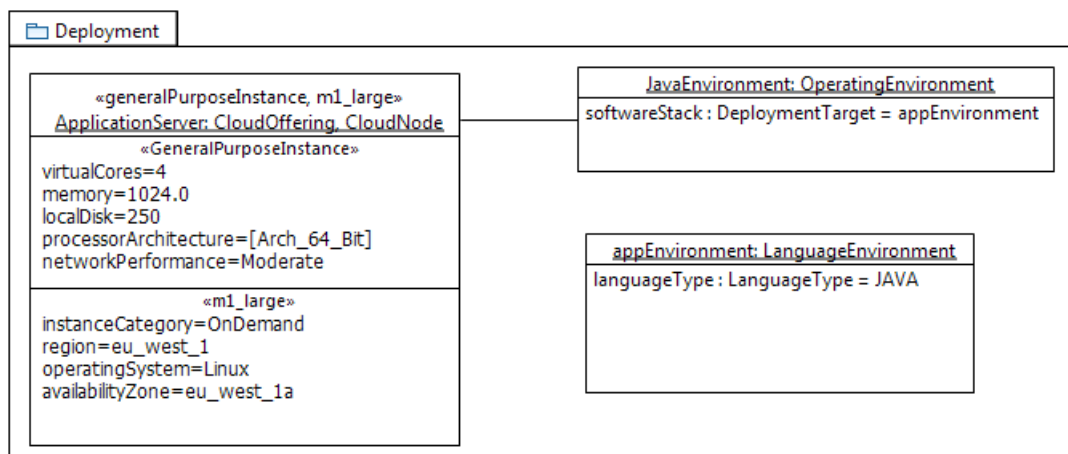 Deployment
«generalPurposeInstance, m1_large»
ApplicationServer: CloudOffering, CloudNode
«GeneralPurposeInstance»
virtualCores=4
memory=1024.0
localDisk=250
processorArchitecture=[Arch_64_Bit]
networkPerformance=Moderate
«m1_large»
instanceCategory=OnDemand
region=eu_west_1
operatingSystem=Linux
availabilityZone=eu_west_1a
JavaEnvironment: OperatingEnvironment
softwareStack : DeploymentTarget = appEnvironment
appEnvironment: LanguageEnvironment
languageType : LanguageType = JAVA